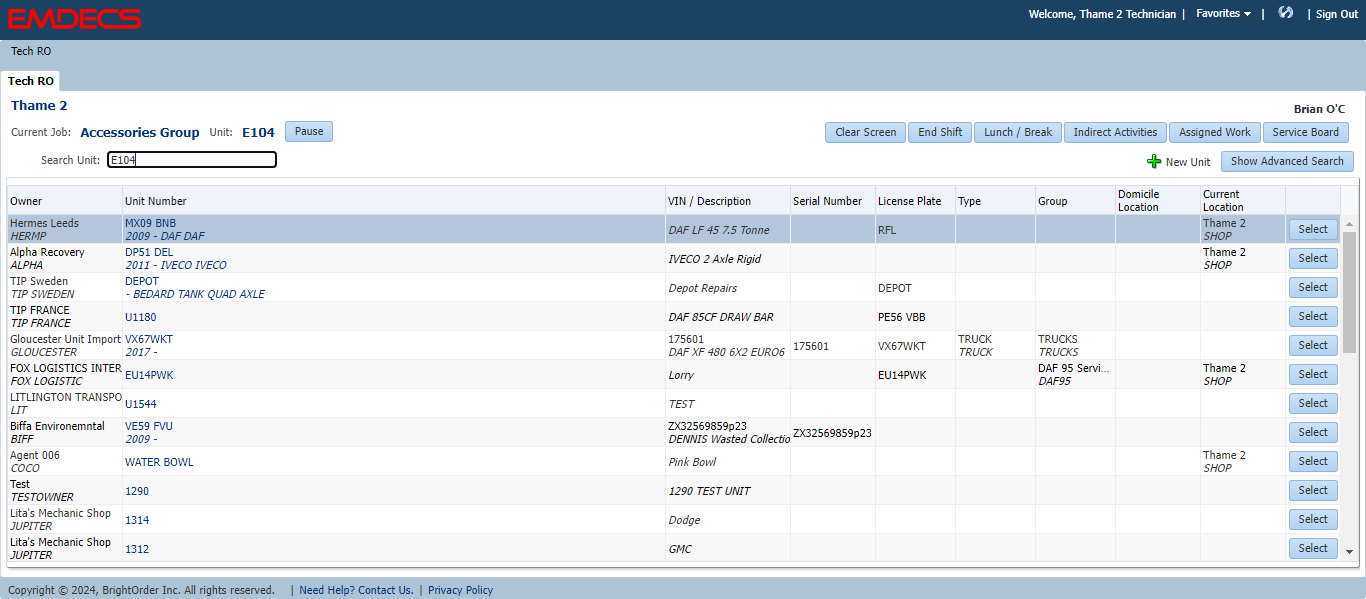 EMDECS
Welcome, Thame 2 Technician | Favorites | | Sign Out
Tech RO
Tech RO
Thame 2
Brian O'C
Current Job: Accessories Group Unit: E104 Pause
Clear Screen End Shift Lunch / Break Indirect Activities Assigned Work Service Board
Search Unit: E104
New Unit Show Advanced Search
Owner Unit Number VIN / Description Serial Number License Plate Type Group Domicile Location Current Location
Hermes Leeds MX09 BNB Thame 2
HERMP 2009 - DAF DAF DAF LF 45 7.5 Tonne RFL SHOP Select
Alpha Recovery DP51 DEL Thame 2
ALPHA 2011 - IVECO IVECO IVECO 2 Axle Rigid SHOP Select
TIP Sweden DEPOT
TIP SWEDEN - BEDARD TANK QUAD AXLE Depot Repairs DEPOT Select
TIP FRANCE
TIP FRANCE U1180 DAF 85CF DRAW BAR PE56 VBB Select
Gloucester Unit Import VX67WKT 175601 TRUCK TRUCKS
GLOUCESTER 2017 - DAF XF 480 6X2 EURO6 175601 VX67WKT TRUCK TRUCKS Select
FOX LOGISTICS INTER DAF 95 Servi... Thame 2
FOX LOGISTIC EU14PWK Lorry EU14PWK DAF95 SHOP Select
LITLINGTON TRANSPO
LIT U1544 TEST Select
Biffa Environemntal VE59 FVU ZX32569859p23
BIFF 2009 - DENNIS Wasted Collectio ZX32569859p23 Select
Agent 006 Thame 2
COCO WATER BOWL Pink Bowl SHOP Select
Test
TESTOWNER 1290 1290 TEST UNIT Select
Lita's Mechanic Shop
JUPITER 1314 Dodge Select
Lita's Mechanic Shop
JUPITER 1312 GMC Select
Copyright © 2024, BrightOrder Inc. All rights reserved. | Need Help? Contact Us. | Privacy Policy